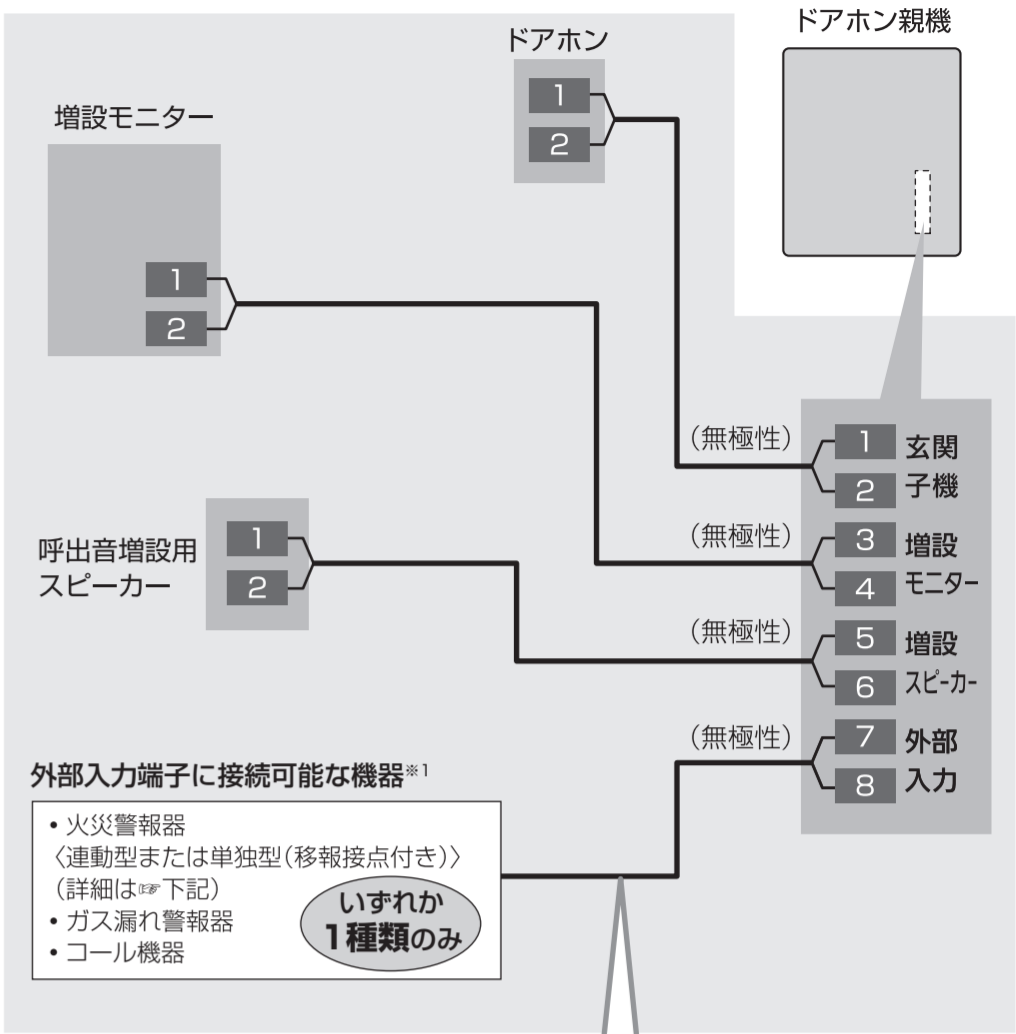 ドアホン親機
ドアホン
1
2
増設モニター
1
2
呼出音増設用
スピーカー
1
2
(無極性)
1
2
玄関
子機
(無極性)
3
4
増設
モニター
(無極性)
5
6
増設
スピーカー
(無極性)
7
8
外部
入力
外部入力端子に接続可能な機器※1
• 火災警報器
〈連動型または単独型(移報接点付き)〉
(詳細は☞下記)
• ガス漏れ警報器
• コール機器
いずれか
1種類のみ